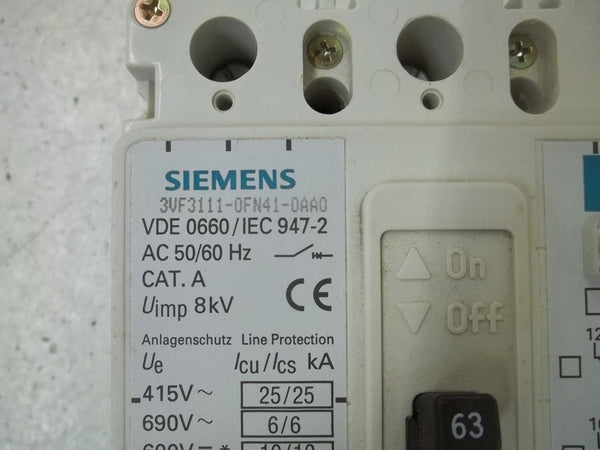 SIEMENS
3VF3111-0FN41-0AA0
VDE 0660/IEC 947-2
AC 50/60 Hz
CAT. A
Uimp 8kV
CE
Anlagenschutz Line Protection
Ue Icu/Ics kA
415V~ 25/25
690V~ 6/6
On
Off
63